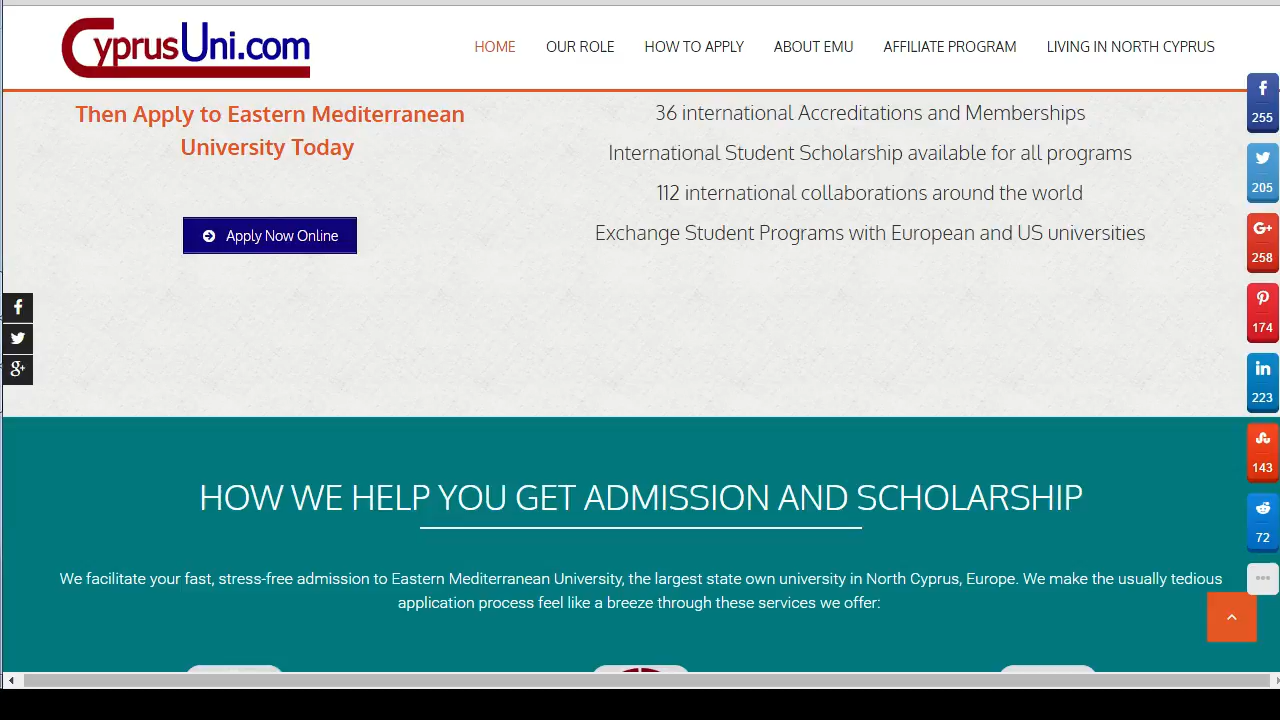 CyprusUni.com
HOME OUR ROLE HOW TO APPLY ABOUT EMU AFFILIATE PROGRAM LIVING IN NORTH CYPRUS
Then Apply to Eastern Mediterranean
University Today
Apply Now Online
36 international Accreditations and Memberships
International Student Scholarship available for all programs
112 international collaborations around the world
Exchange Student Programs with European and US universities
f
g+
f
255
205
G+
258
174
in
223
143
72
HOW WE HELP YOU GET ADMISSION AND SCHOLARSHIP
We facilitate your fast, stress-free admission to Eastern Mediterranean University, the largest state own university in North Cyprus, Europe. We make the usually tedious
application process feel like a breeze through these services we offer: